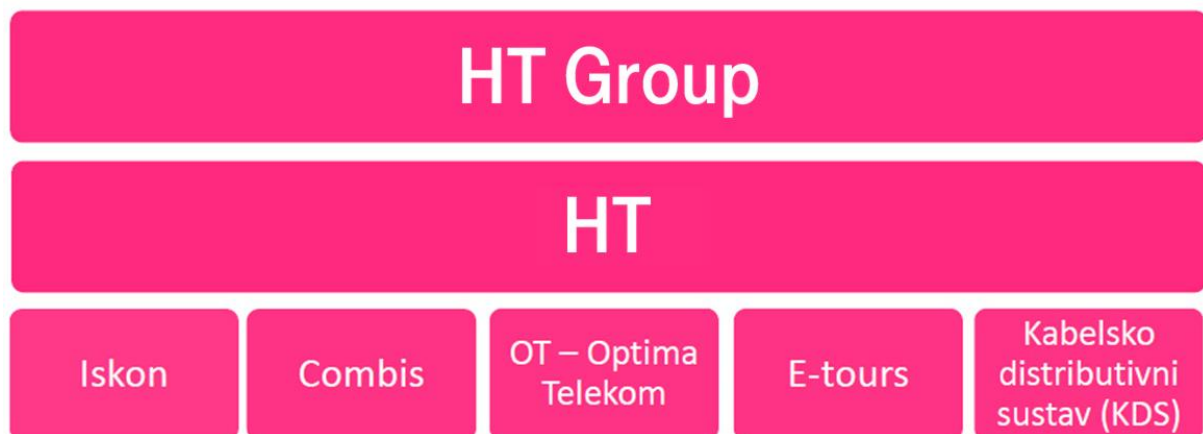 HT Group
HT
Iskon
Combis
OT – Optima
Telekom
E-tours
Kabelsko
distributivni
sustav (KDS)